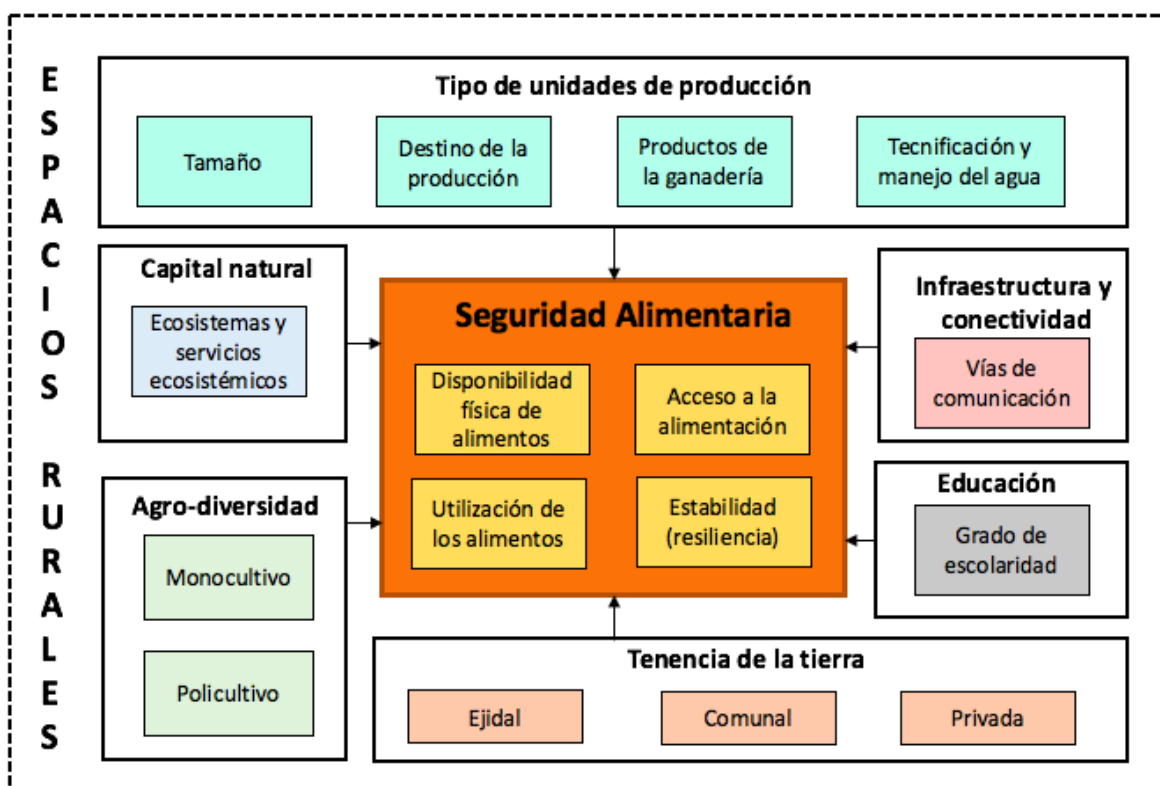 ESPACIOS RURALES
Tipo de unidades de producción
Tamaño
Destino de la
producción
Productos de
la ganadería
Tecnificación y
manejo del agua
Capital natural
Ecosistemas y
servicios
ecosistémicos
Agro-diversidad
Monocultivo
Policultivo
Seguridad Alimentaria
Disponibilidad
física de
alimentos
Acceso a la
alimentación
Utilización de
los alimentos
Estabilidad
(resiliencia)
Infraestructura y
conectividad
Vías de
comunicación
Educación
Grado de
escolaridad
Tenencia de la tierra
Ejidal
Comunal
Privada